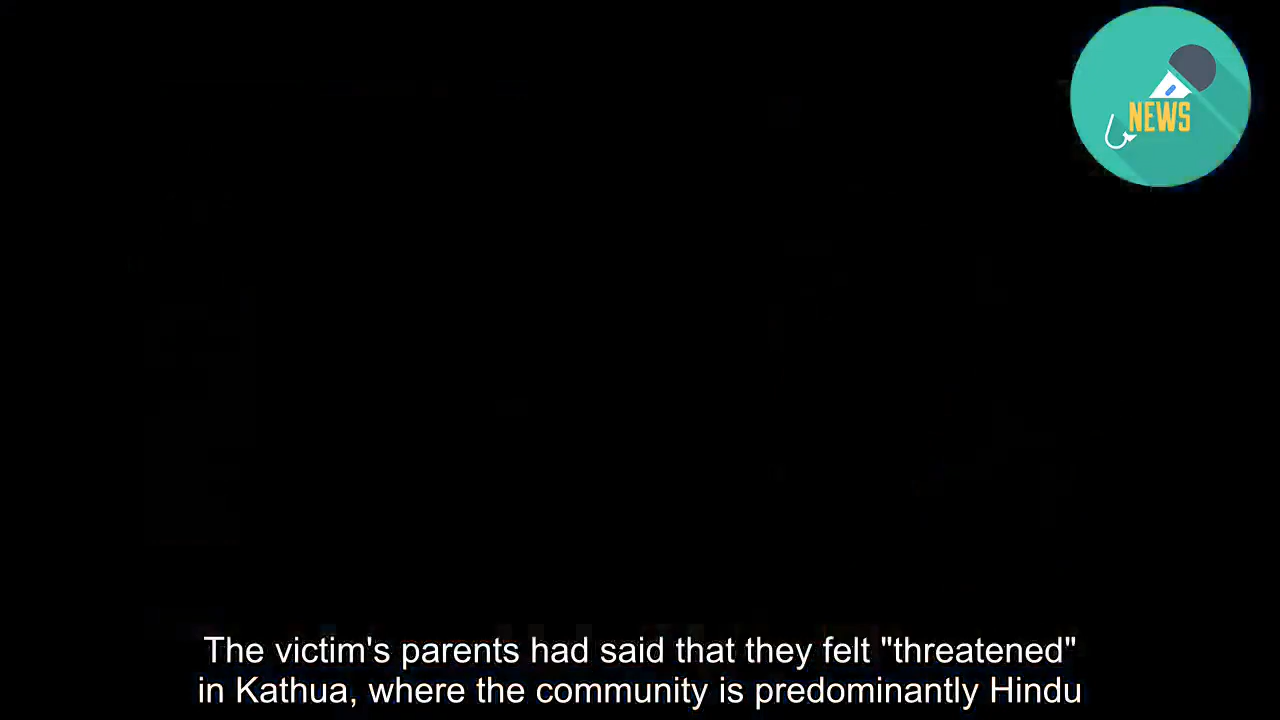 NEWS
The victim's parents had said that they felt "threatened"
in Kathua, where the community is predominantly Hindu